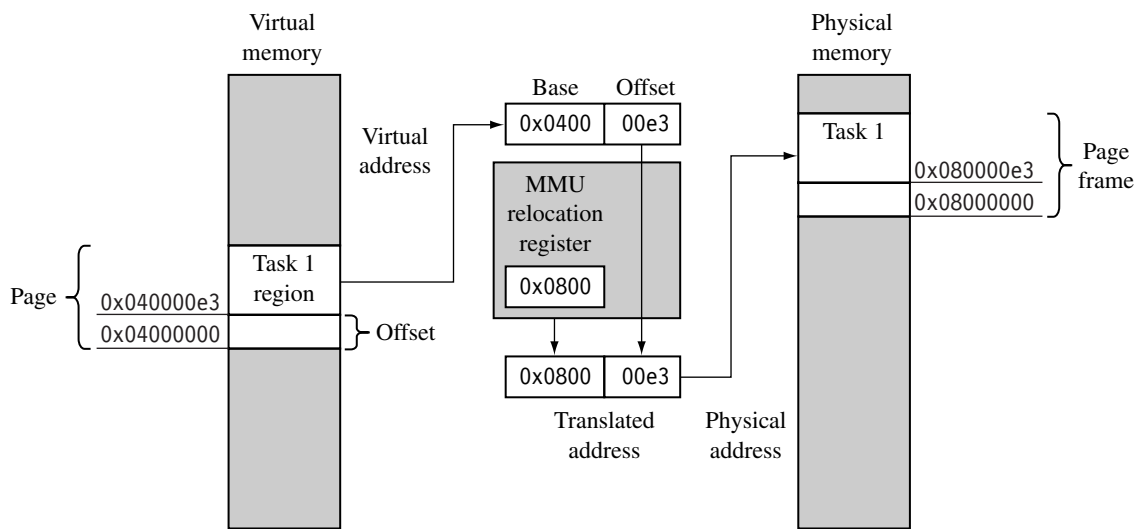 Virtual
memory
Physical
memory
Base
Offset
0x0400
00e3
Virtual
address
Task 1
Page
frame
0x080000e3
0x08000000
MMU
relocation
register
0x0800
Task 1
region
Page
0x040000e3
0x04000000
Offset
0x0800
00e3
Translated
address
Physical
address